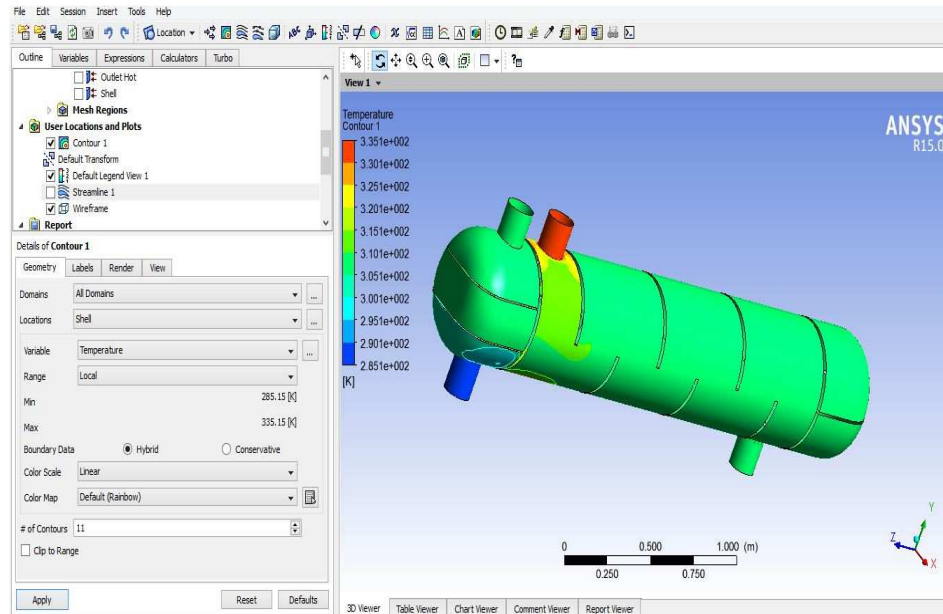 File Edit Session Insert Tools Help
Location
Outline Variables Expressions Calculators Turbo
Outlet Hot
Shell
Mesh Regions
User Locations and Plots
Contour 1
Default Transform
Default Legend View 1
Streamline 1
Wireframe
Report
Details of Contour 1
Geometry Labels Render View
Domains All Domains ...
Locations Shell ...
Variable Temperature ...
Range Local
Min 285.15 [K]
Max 335.15 [K]
Boundary Data Hybrid Conservative
Color Scale Linear
Color Map Default (Rainbow)
# of Contours 11
Clip to Range
Apply Reset Defaults
View 1
Temperature
Contour 1
3.351e+002
3.301e+002
3.251e+002
3.201e+002
3.151e+002
3.101e+002
3.051e+002
3.001e+002
2.951e+002
2.901e+002
2.851e+002
[K]
ANSYS
R15.0
0 0.500 1.000 (m)
0.250 0.750
Y
Z
X
3D Viewer Table Viewer Chart Viewer Comment Viewer Report Viewer